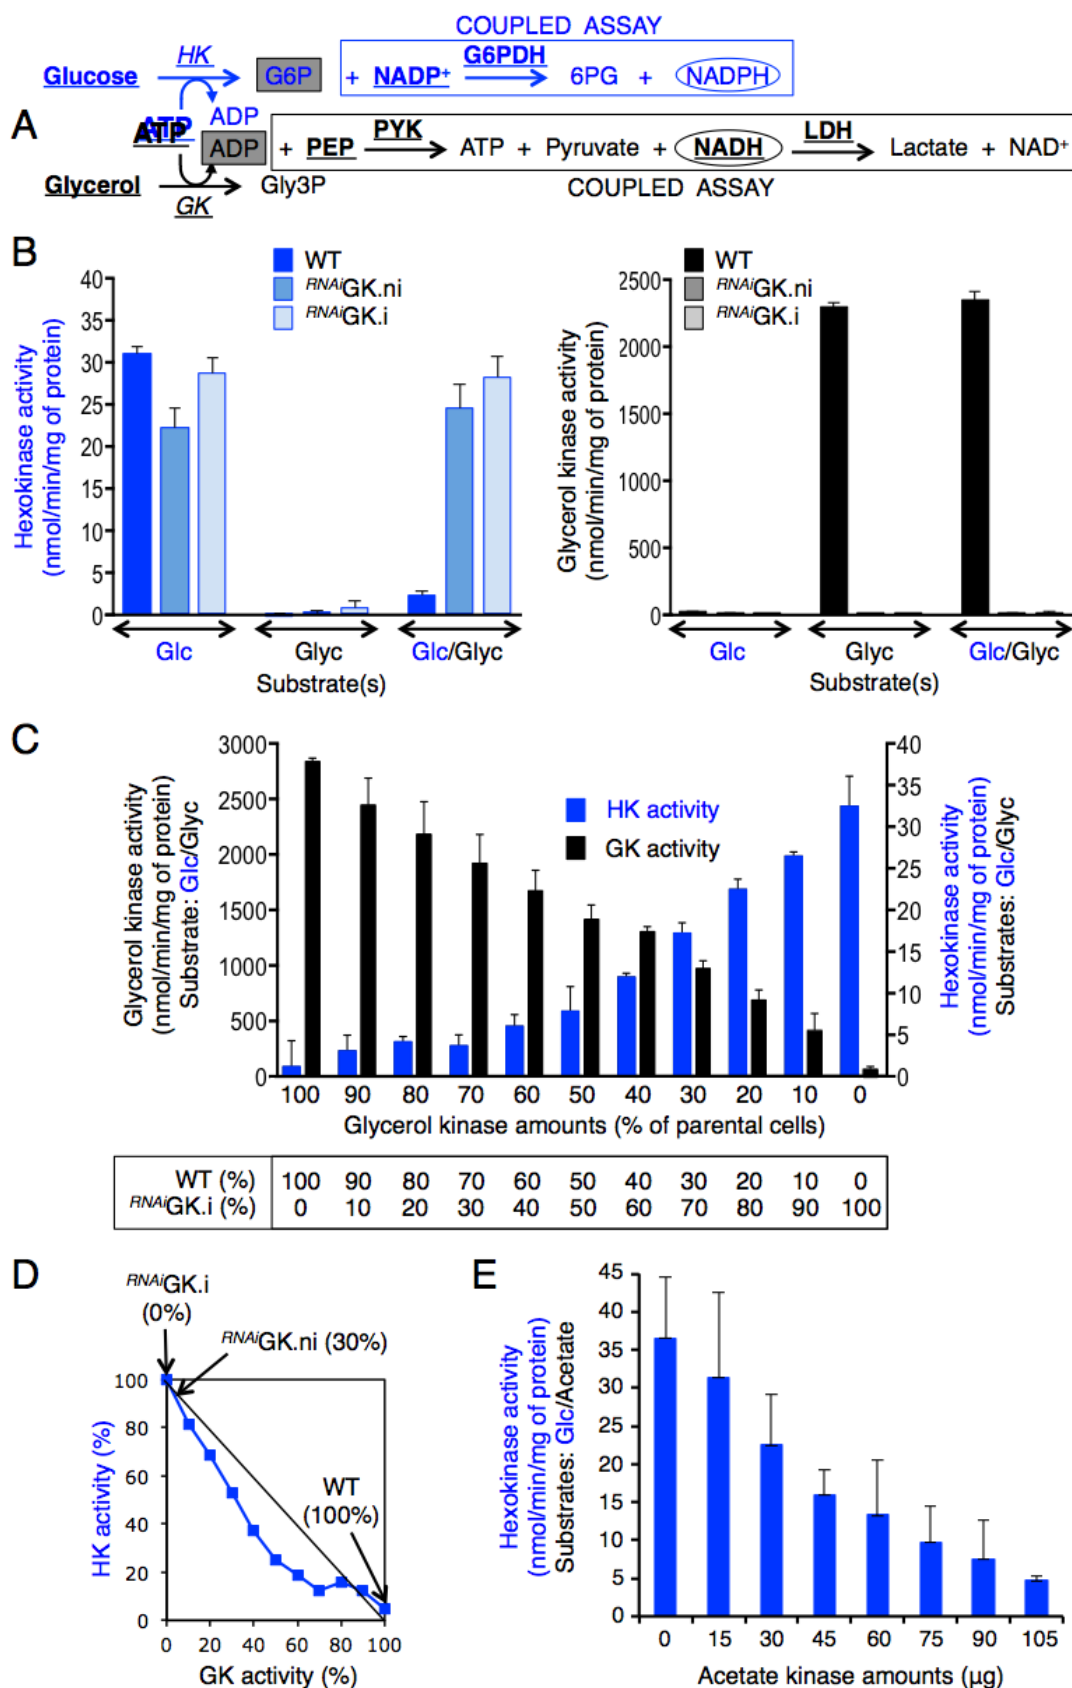 COUPLED ASSAY
Glucose HK G6P + NADP+ G6PDH 6PG + NADPH
ATP ADP
A
ATP ADP + PEP PYK ATP + Pyruvate + NADH LDH Lactate + NAD+
Glycerol GK Gly3P COUPLED ASSAY
B
Hexokinase activity
(nmol/min/mg of protein)
WT
RNAiGK.ni
RNAiGK.i
40
35
30
25
20
15
10
5
0
Glc Glyc Glc/Glyc
Substrate(s)
Glycerol kinase activity
(nmol/min/mg of protein)
WT
RNAiGK.ni
RNAiGK.i
2500
2000
1500
1000
500
0
Glc Glyc Glc/Glyc
Substrate(s)
C
Glycerol kinase activity
(nmol/min/mg of protein)
Substrate: Glc/Glyc
3000
2500
2000
1500
1000
500
0
HK activity
GK activity
40
35
30
25
20
15
10
5
0
Hexokinase activity
(nmol/min/mg of protein)
Substrates: Glc/Glyc
100 90 80 70 60 50 40 30 20 10 0
Glycerol kinase amounts (% of parental cells)
WT (%) 100 90 80 70 60 50 40 30 20 10 0
RNAiGK.i (%) 0 10 20 30 40 50 60 70 80 90 100
D
RNAiGK.i
(0%)
RNAiGK.ni (30%)
WT
(100%)
HK activity (%)
100
80
60
40
20
0
0 20 40 60 80 100
GK activity (%)
E
Hexokinase activity
(nmol/min/mg of protein)
Substrates: Glc/Acetate
45
40
35
30
25
20
15
10
5
0
0 15 30 45 60 75 90 105
Acetate kinase amounts (µg)